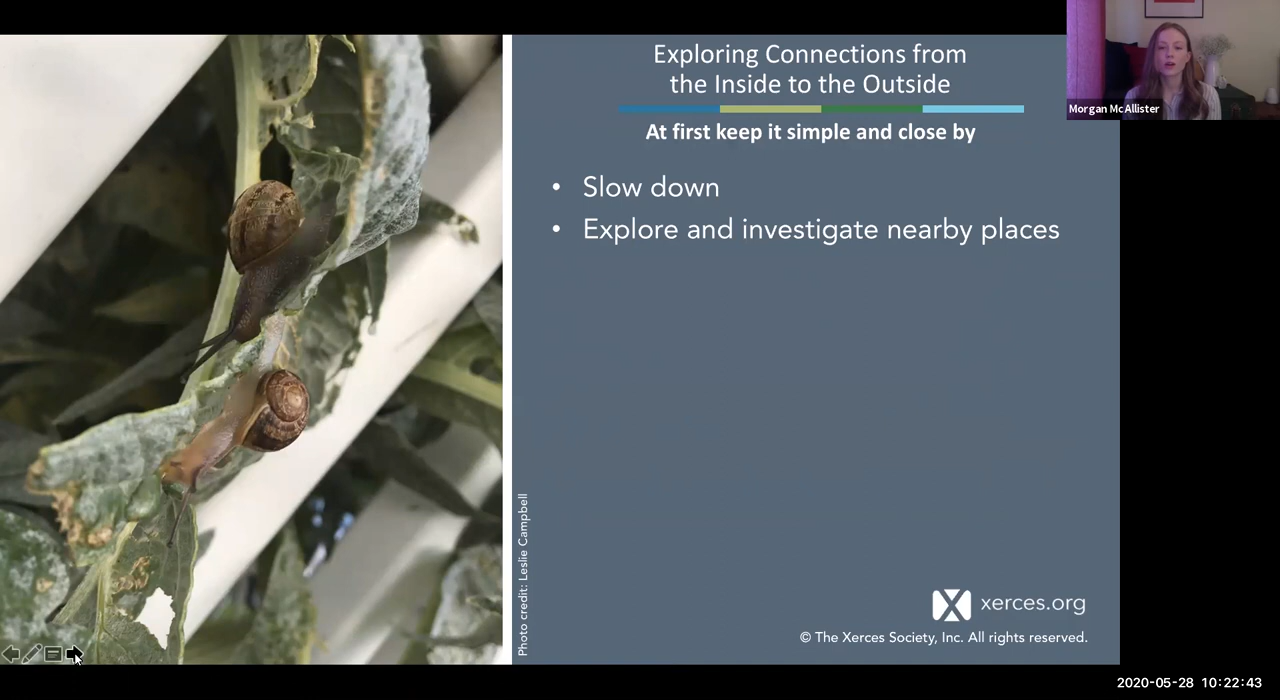 Exploring Connections from
the Inside to the Outside
At first keep it simple and close by
• Slow down
• Explore and investigate nearby places
Photo credit: Leslie Campbell
xerces.org
© The Xerces Society, Inc. All rights reserved.
Morgan McAllister
2020-05-28 10:22:43